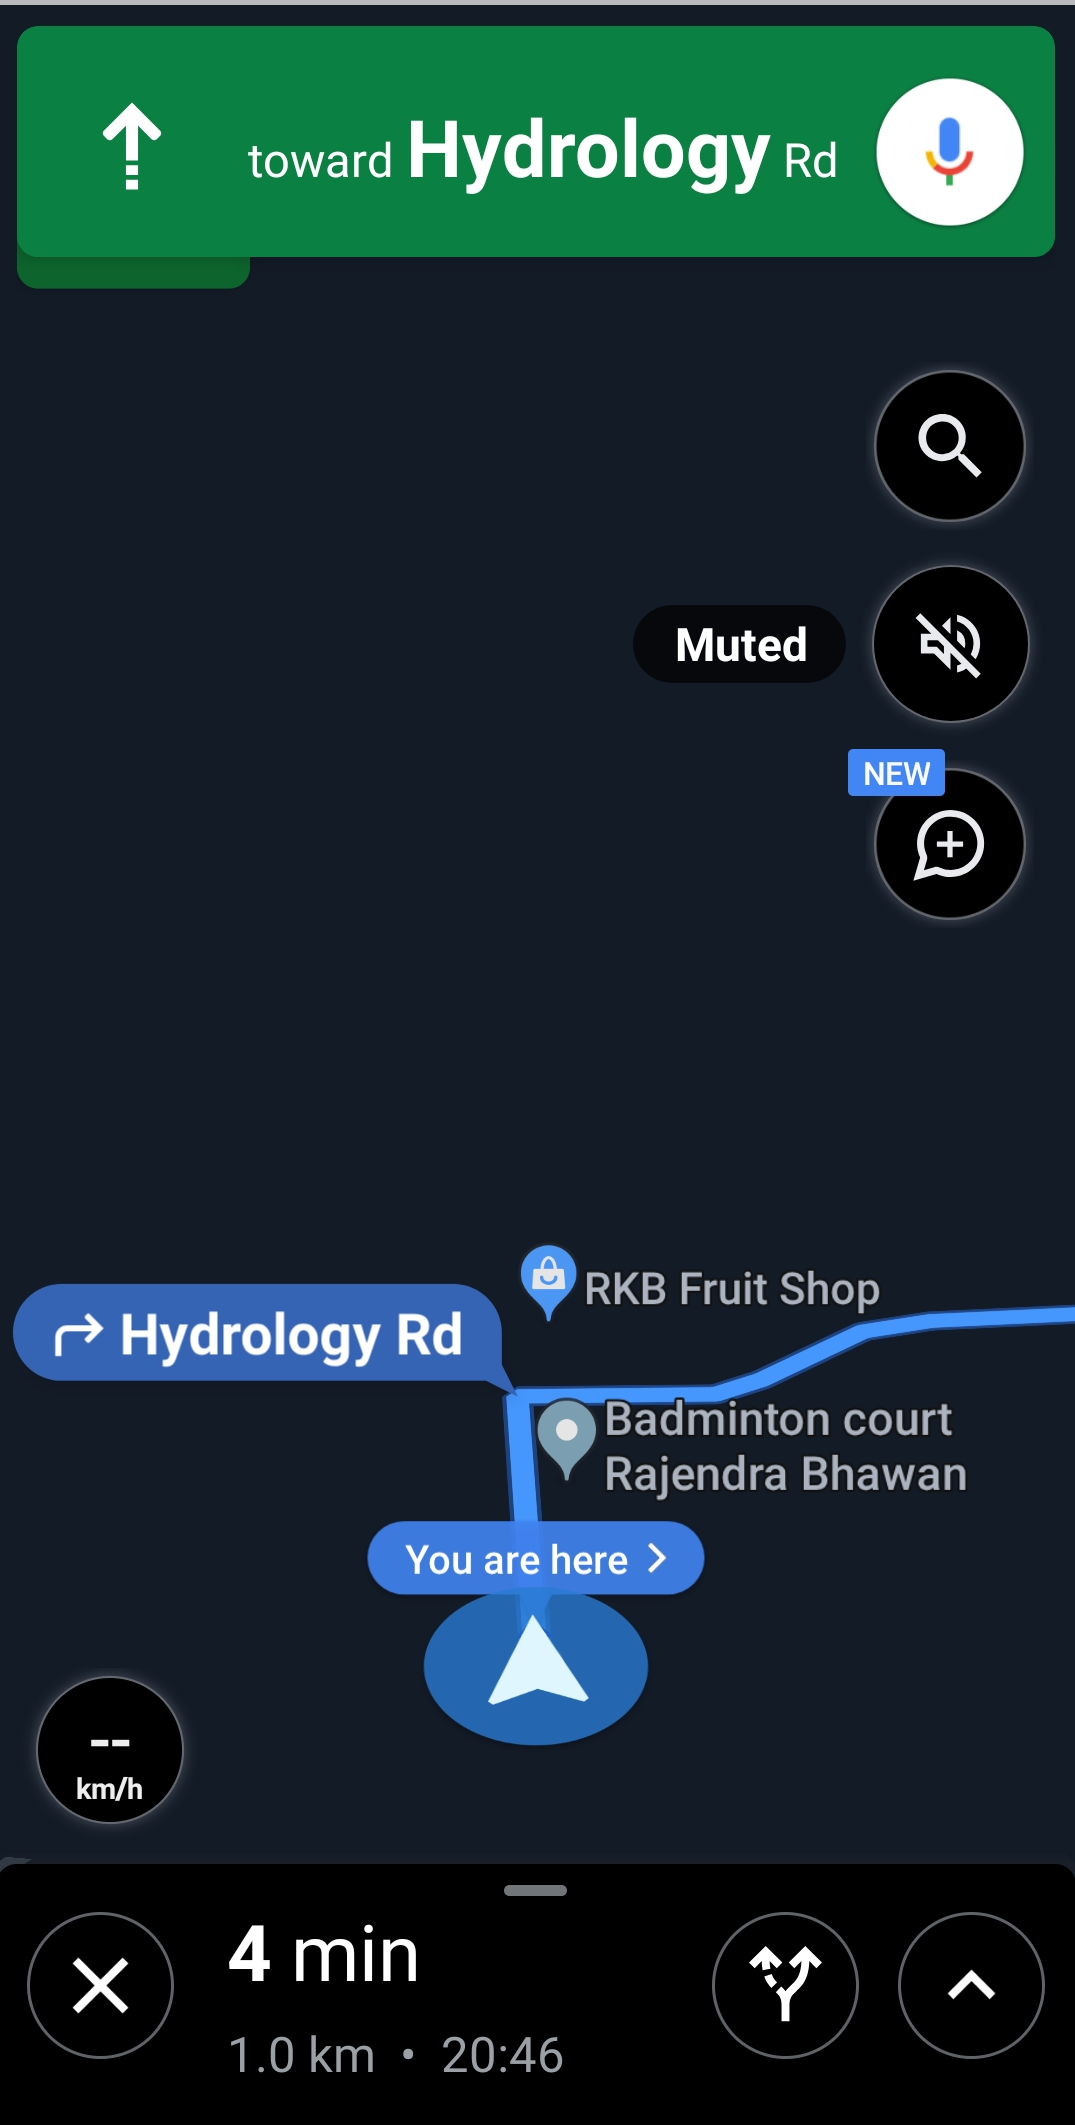 toward Hydrology Rd
Muted
NEW
RKB Fruit Shop
Hydrology Rd
Badminton court
Rajendra Bhawan
You are here
--
km/h
4 min
1.0 km • 20:46